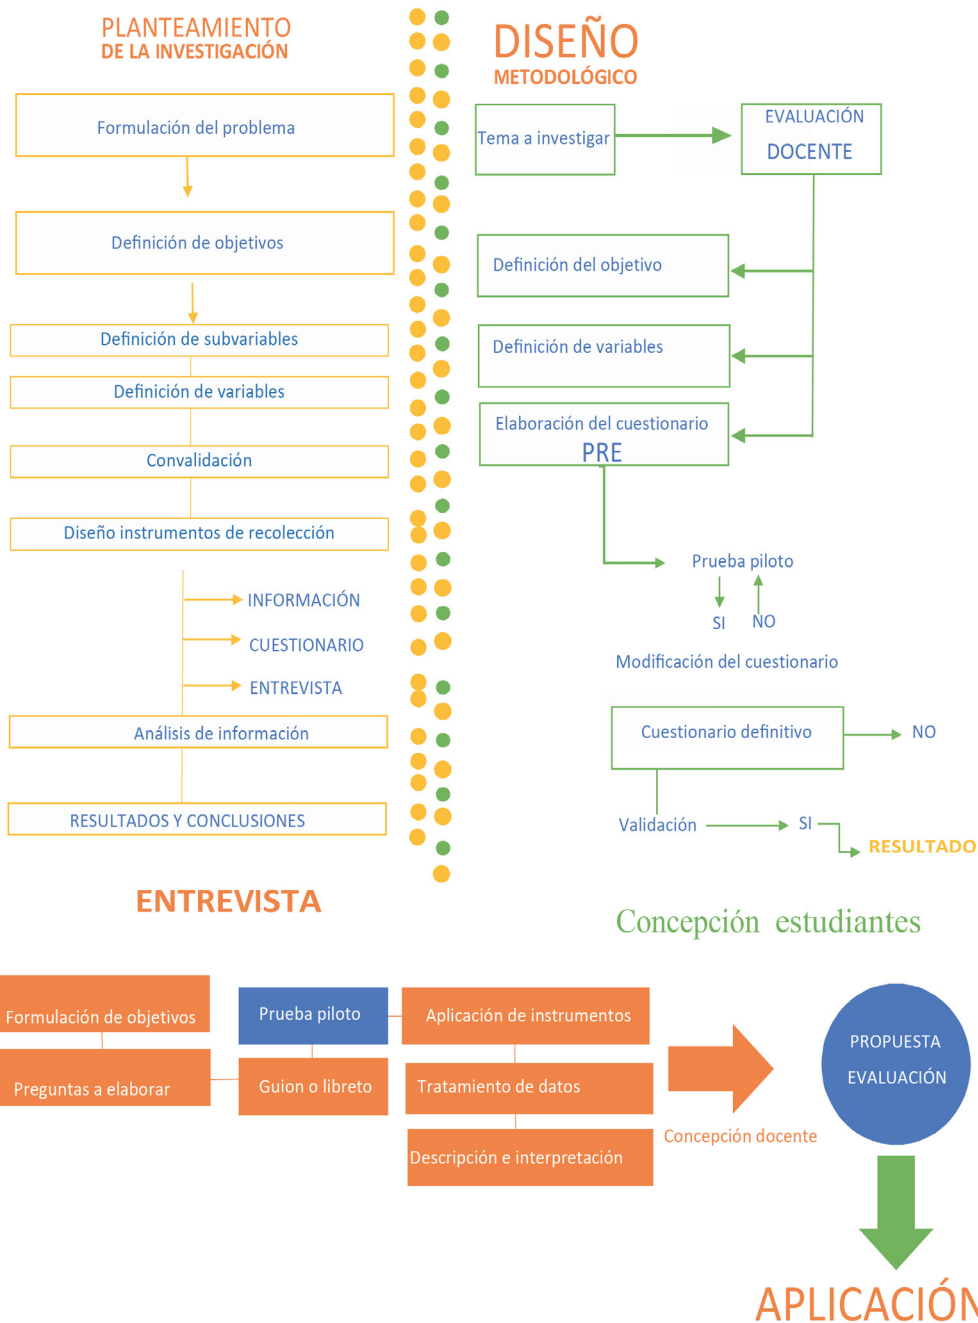 PLANTEAMIENTO
DE LA INVESTIGACIÓN
Formulación del problema
Definición de objetivos
Definición de subvariables
Definición de variables
Convalidación
Diseño instrumentos de recolección
INFORMACIÓN
CUESTIONARIO
ENTREVISTA
Análisis de información
RESULTADOS Y CONCLUSIONES
DISEÑO
METODOLÓGICO
Tema a investigar
EVALUACIÓN
DOCENTE
Definición del objetivo
Definición de variables
Elaboración del cuestionario
PRE
Prueba piloto
SI
NO
Modificación del cuestionario
Cuestionario definitivo
NO
Validación
SI
RESULTADO
Concepción estudiantes
ENTREVISTA
Formulación de objetivos
Preguntas a elaborar
Prueba piloto
Guion o libreto
Aplicación de instrumentos
Tratamiento de datos
Descripción e interpretación
Concepción docente
PROPUESTA
EVALUACIÓN
APLICACIÓN